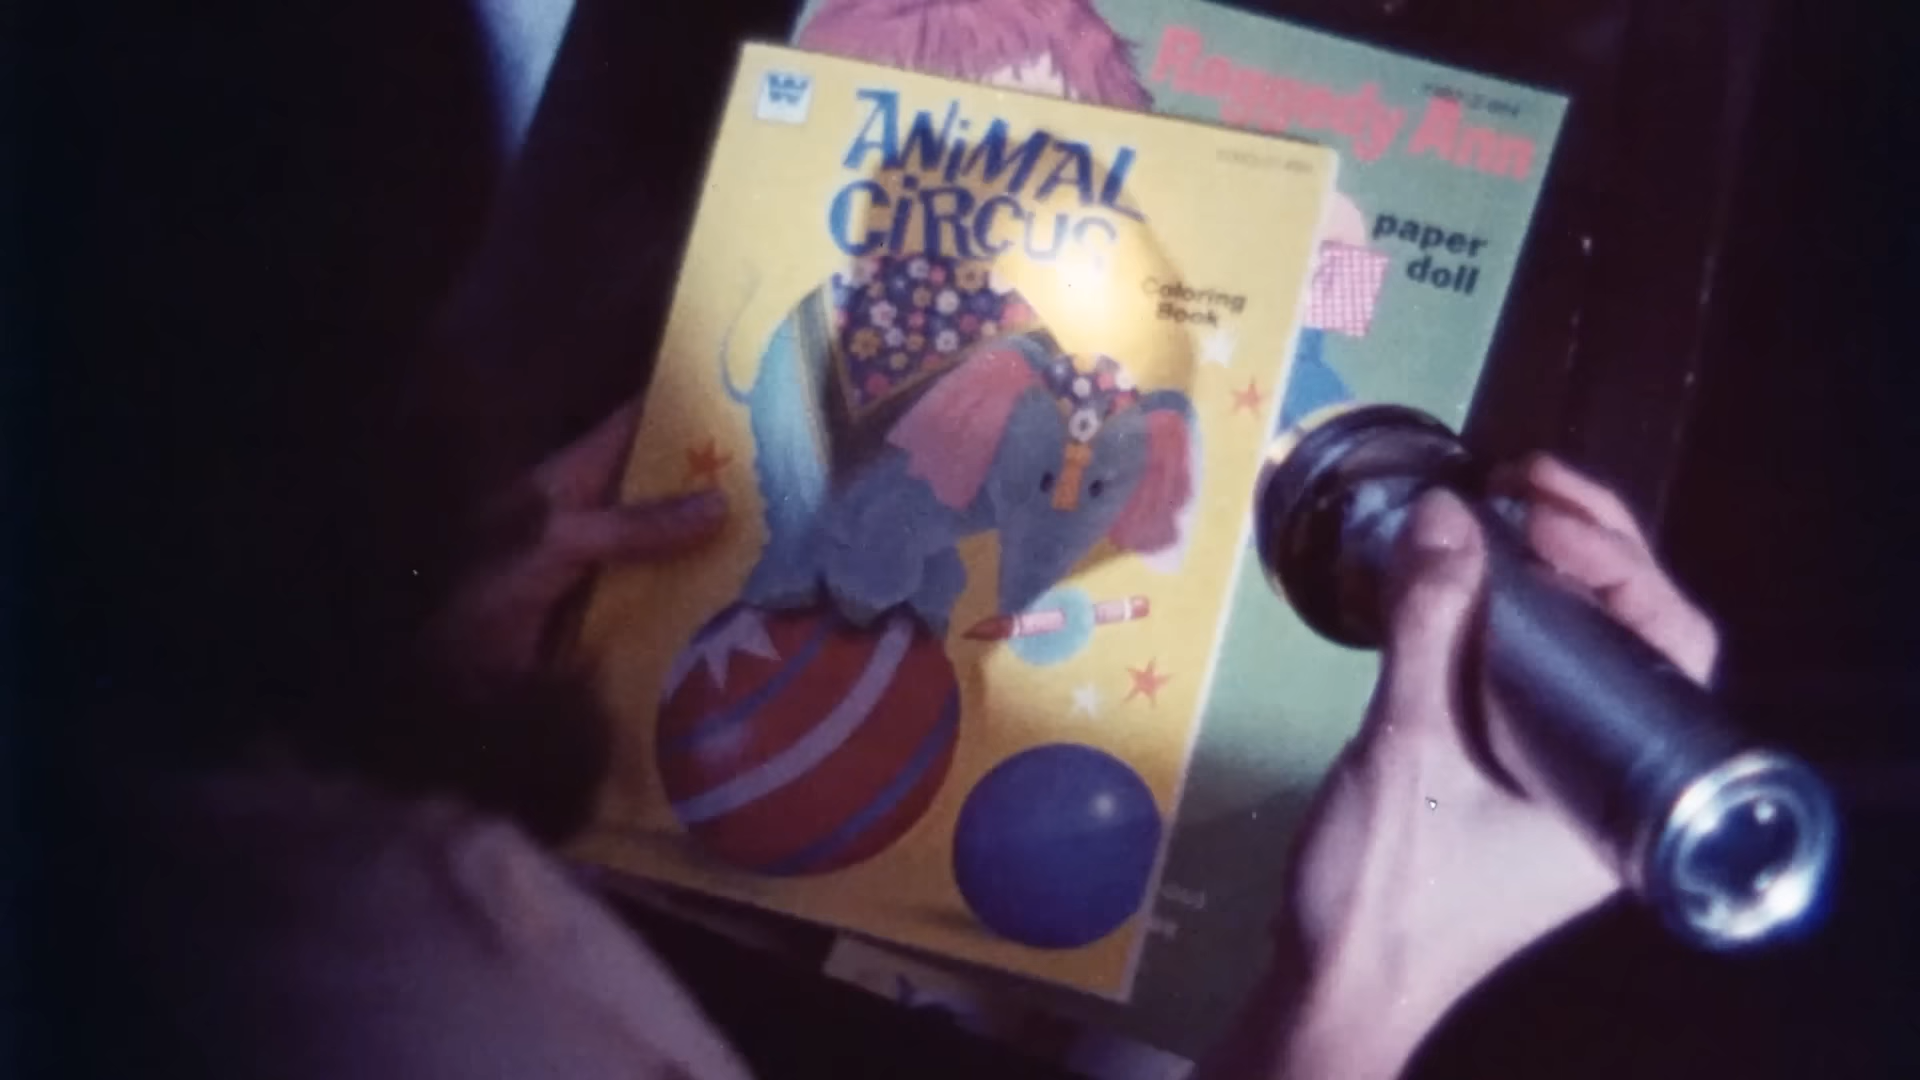 W
ANiMAL
CiRCUS
Coloring
Book
Raggedy Ann
paper
doll